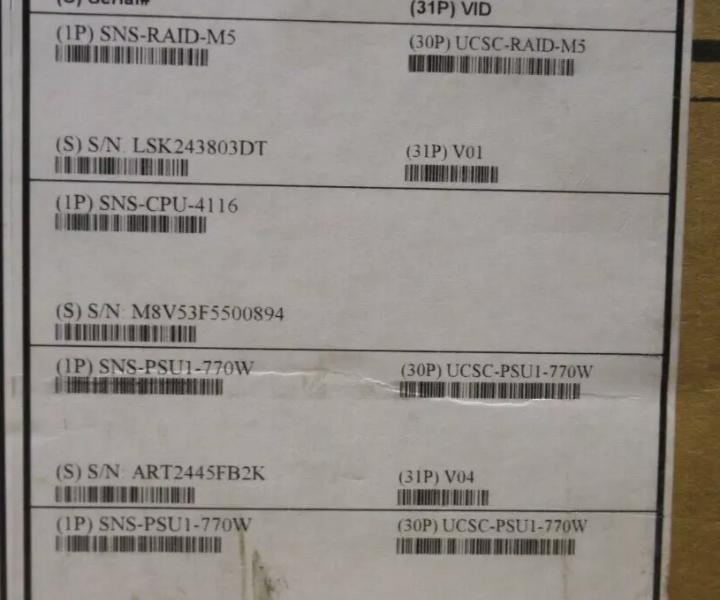 (S) Serial#
(31P) VID
(1P) SNS-RAID-M5
(30P) UCSC-RAID-M5
(S) S/N: LSK243803DT
(31P) V01
(1P) SNS-CPU-4116
(S) S/N: M8V53F5500894
(1P) SNS-PSU1-770W
(30P) UCSC-PSU1-770W
(S) S/N: ART2445FB2K
(31P) V04
(1P) SNS-PSU1-770W
(30P) UCSC-PSU1-770W